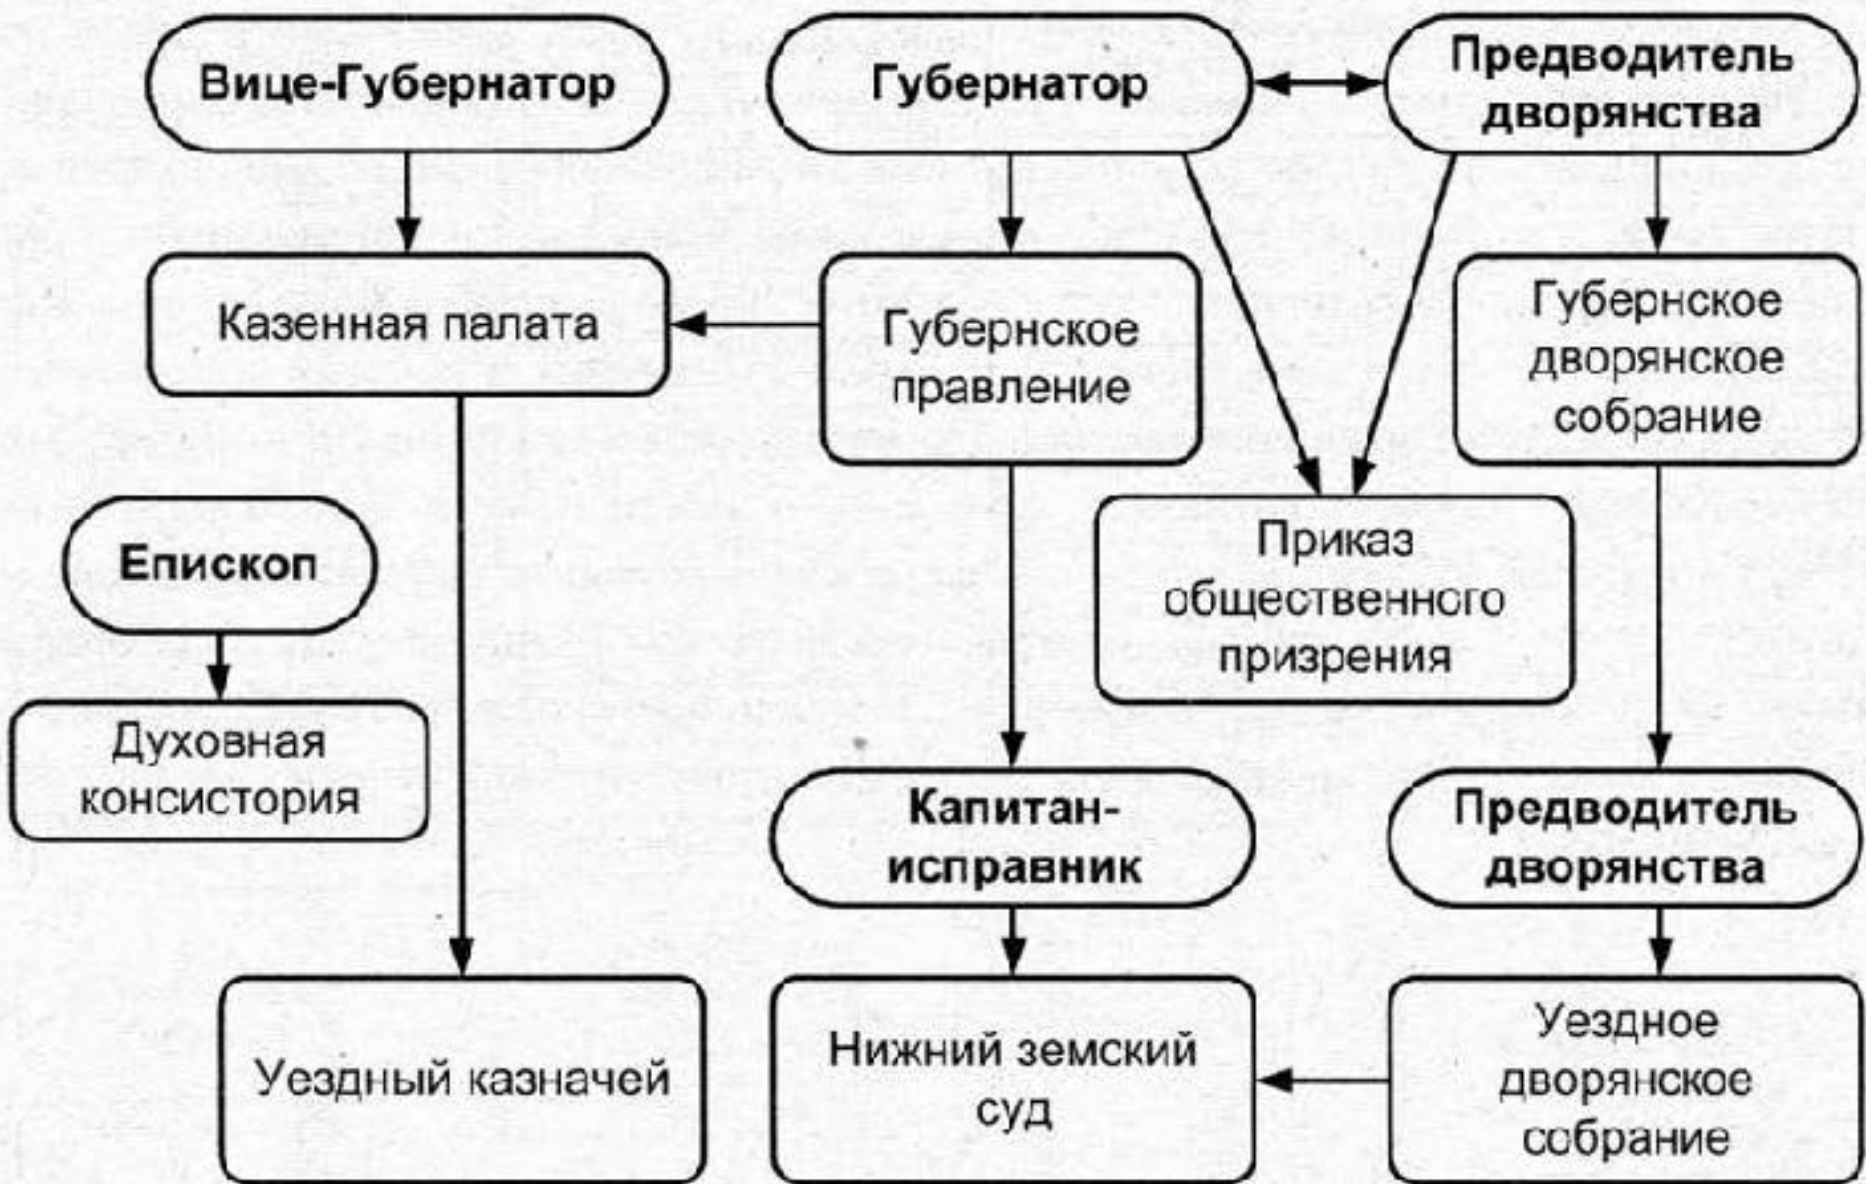 Вице-Губернатор
Губернатор
Предводитель
дворянства
Казенная палата
Губернское
правление
Губернское
дворянское
собрание
Епископ
Приказ
общественного
призрения
Духовная
консистория
Капитан-
исправник
Предводитель
дворянства
Уездный казначей
Нижний земский
суд
Уездное
дворянское
собрание